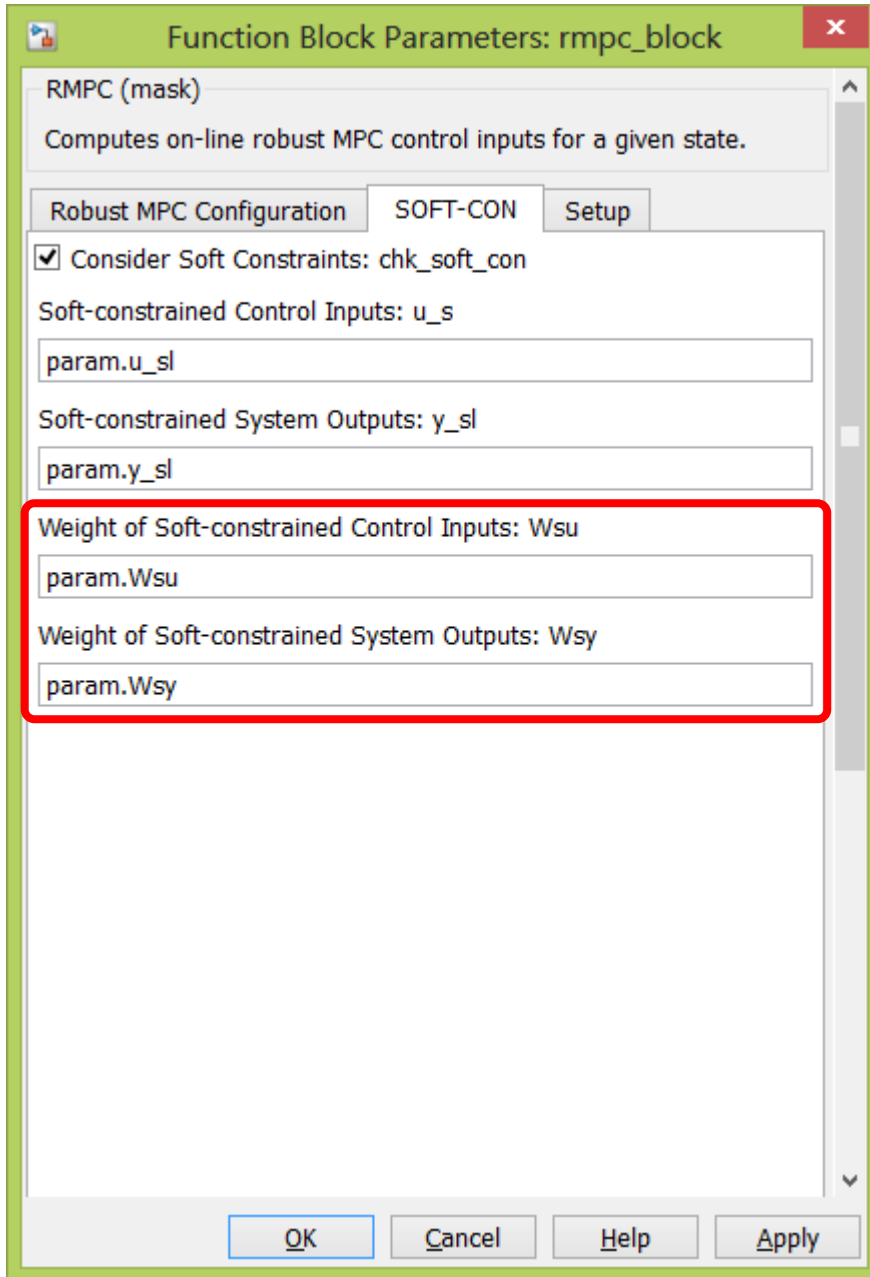 Function Block Parameters: rmpc_block
x
RMPC (mask)
Computes on-line robust MPC control inputs for a given state.
Robust MPC Configuration SOFT-CON Setup
Consider Soft Constraints: chk_soft_con
Soft-constrained Control Inputs: u_s
param.u_sl
Soft-constrained System Outputs: y_sl
param.y_sl
Weight of Soft-constrained Control Inputs: Wsu
param.Wsu
Weight of Soft-constrained System Outputs: Wsy
param.Wsy
OK Cancel Help Apply